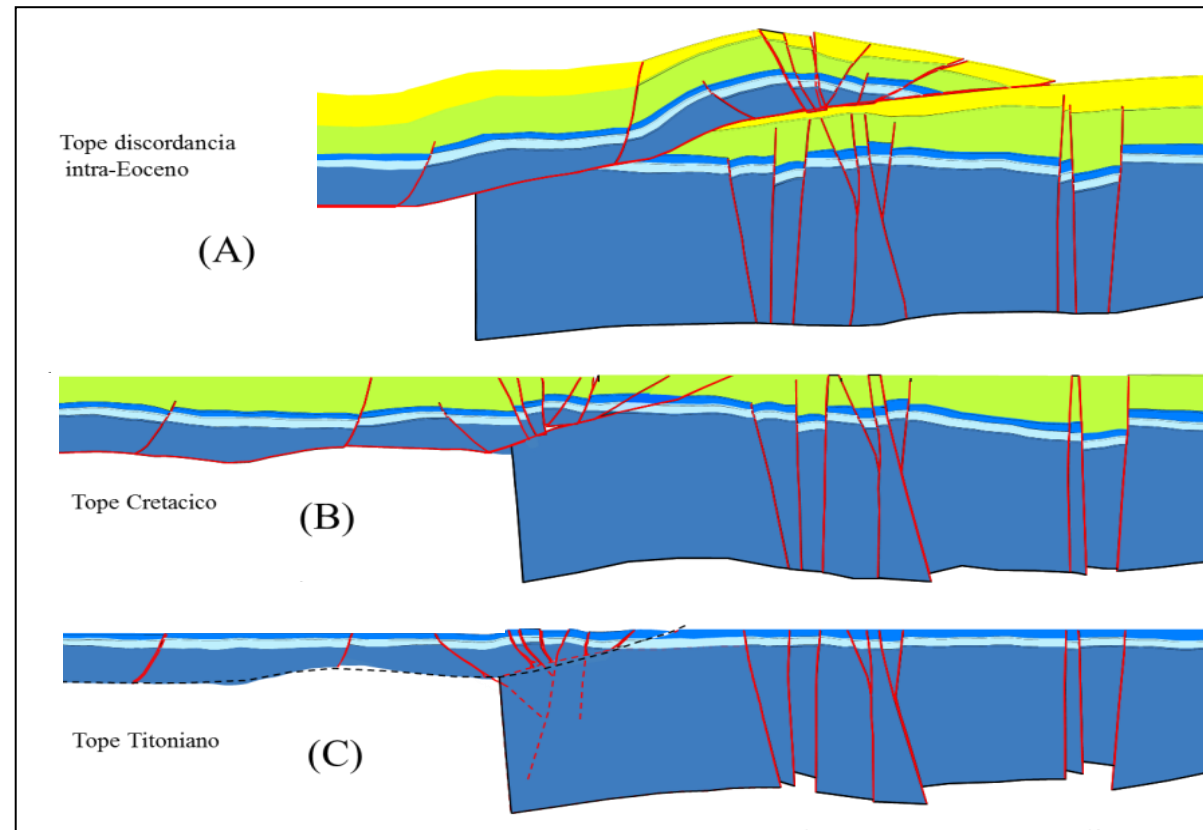 Tope discordancia
intra-Eoceno
(A)
Tope Cretacico
(B)
Tope Titoniano
(C)